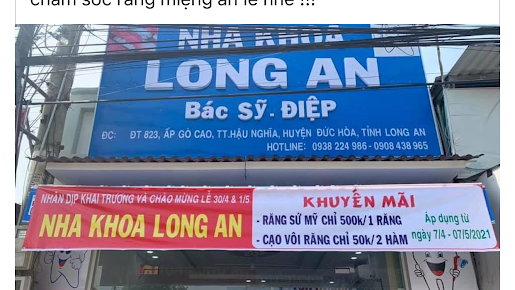 chăm sóc răng miệng ăn lễ nhé !!!
NHA KHOA
LONG AN
Bác Sỹ. ĐIỆP
ĐC: ĐT 823, ẤP GÒ CAO, TT.HẬU NGHĨA, HUYỆN ĐỨC HÒA, TỈNH LONG AN
HOTLINE: 0938 224 986 - 0908 438 965
NHÂN DỊP KHAI TRƯƠNG VÀ CHÀO MỪNG LỄ 30/4 & 1/5
NHA KHOA LONG AN
KHUYẾN MÃI
- RĂNG SỨ MỸ CHỈ 500K/1 RĂNG
- CẠO VÔI RĂNG CHỈ 50K/2 HÀM
Áp dụng từ
ngày 7/4 - 07/5/2021